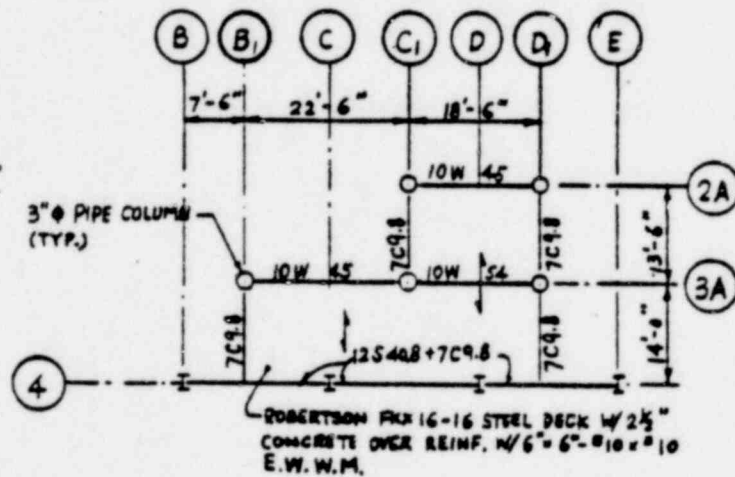 B B₁ C C₁ D D₁ E
7'-6" 22'-6" 18'-6"
10W 45
2A
3"ϕ PIPE COLUMN
(TYP.)
7C9.8
7C9.8
13'-6"
10W 45
10W 54
3A
7C9.8
7C9.8
14'-0"
12S40.8+7C9.8
4
ROBERTSON 16-16 STEEL DECK W/ 2½"
CONCRETE OVER REINF. W/ 6"x 6"-#10 x #10
E.W.W.M.